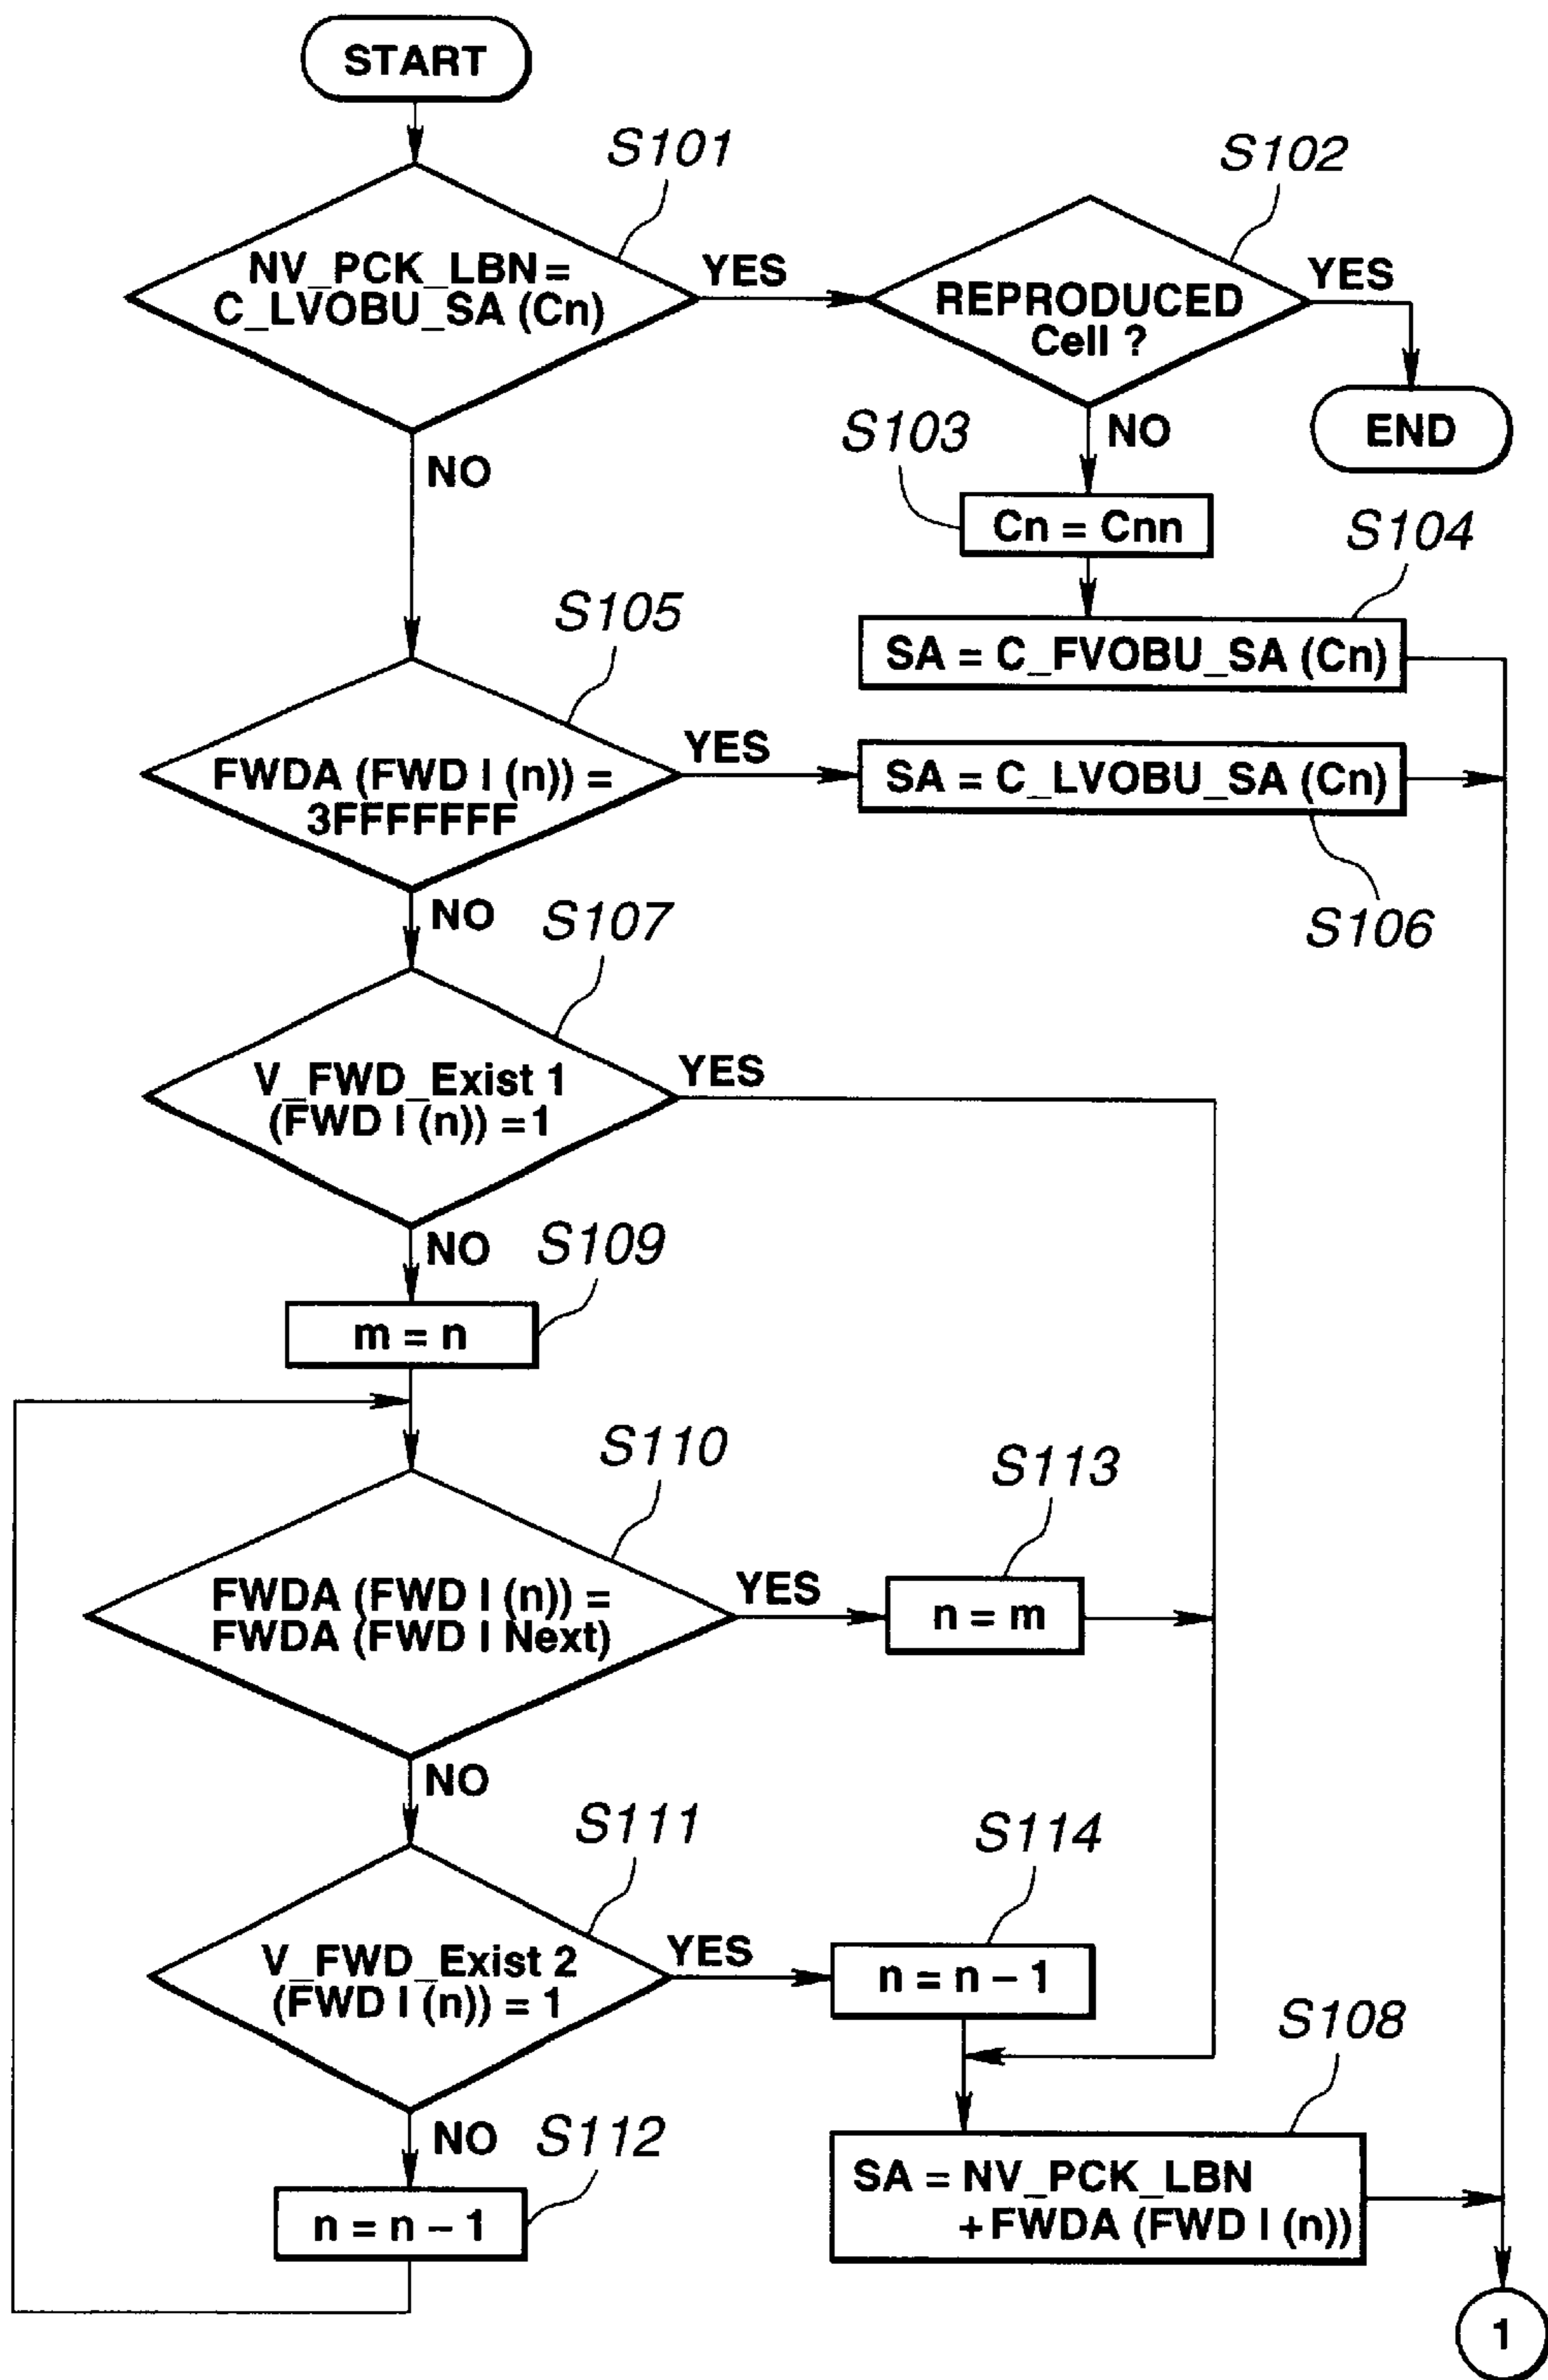 START
S101
NV_PCK_LBN =
C_LVOBU_SA (Cn)
YES
NO
S102
REPRODUCED
Cell ?
YES
END
NO
S103
Cn = Cnn
S104
SA = C_FVOBU_SA (Cn)
S105
FWDA (FWD I (n)) =
3FFFFFFF
YES
SA = C_LVOBU_SA (Cn)
S106
NO
S107
V_FWD_Exist 1
(FWD I (n)) = 1
YES
NO
S109
m = n
S110
FWDA (FWD I (n)) =
FWDA (FWD I Next)
YES
S113
n = m
NO
S111
V_FWD_Exist 2
(FWD I (n)) = 1
YES
S114
n = n – 1
S108
SA = NV_PCK_LBN
+ FWDA (FWD I (n))
NO
S112
n = n – 1
1